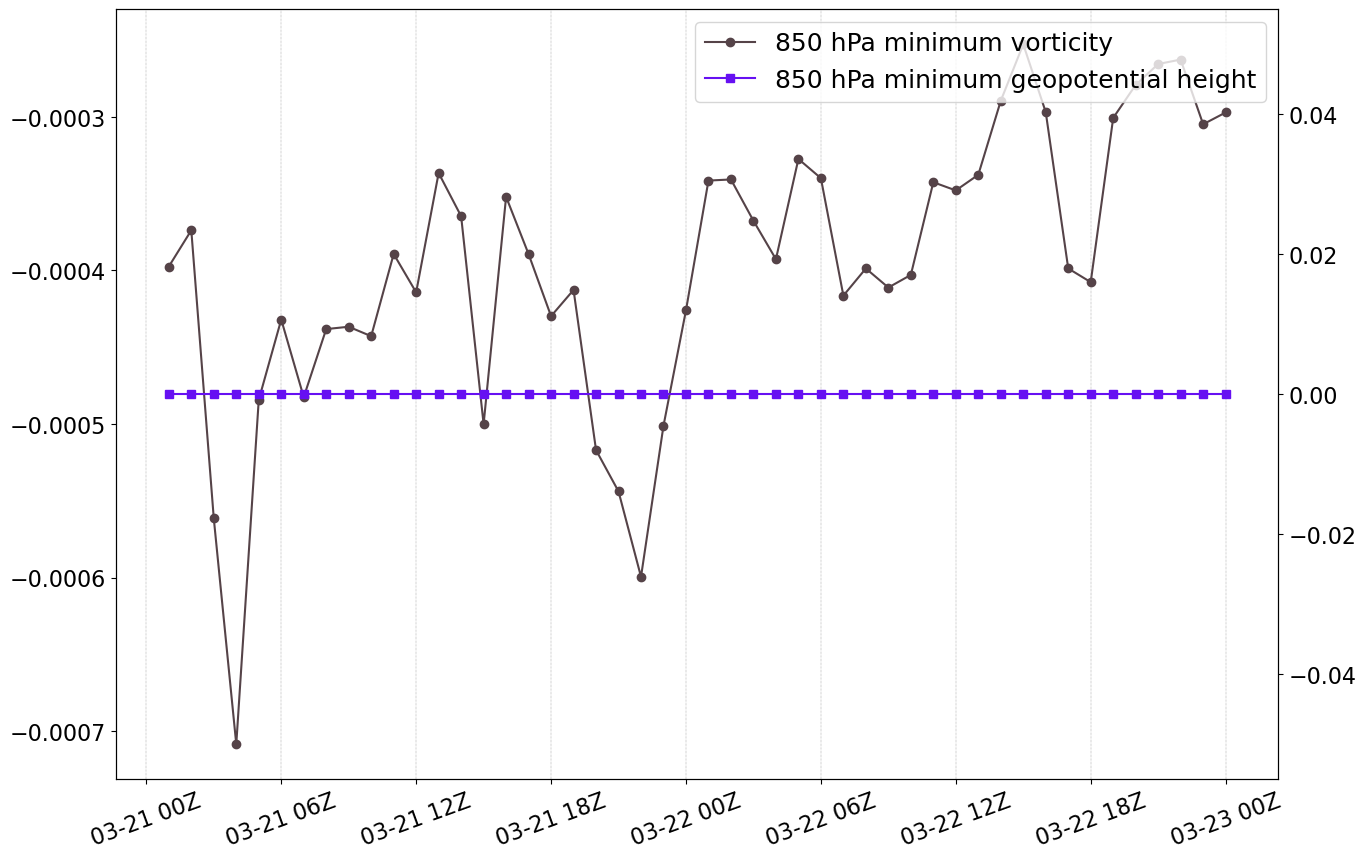 850 hPa minimum vorticity
850 hPa minimum geopotential height
−0.0003
−0.0004
−0.0005
−0.0006
−0.0007
0.04
0.02
0.00
−0.02
−0.04
03-21 00Z
03-21 06Z
03-21 12Z
03-21 18Z
03-22 00Z
03-22 06Z
03-22 12Z
03-22 18Z
03-23 00Z